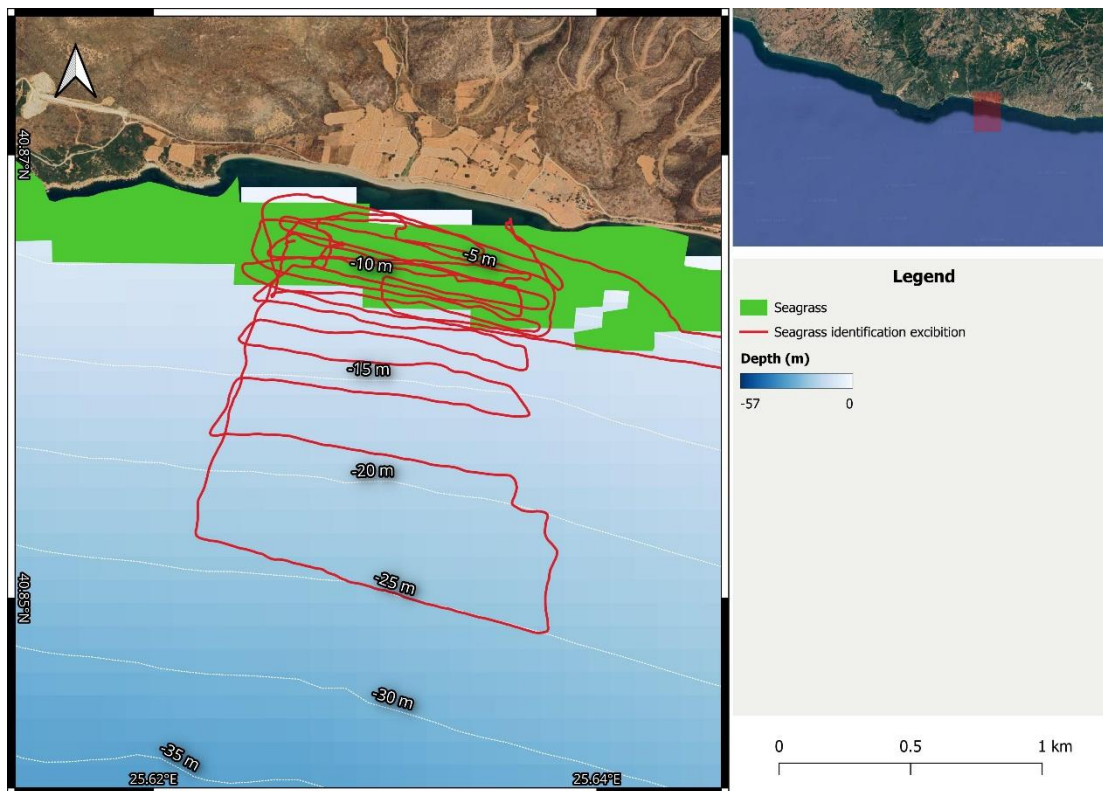 40.87°N
-5 m
-10 m
-15 m
-20 m
-25 m
40.85°N
-30 m
-35 m
25.62°E
25.64°E
Legend
Seagrass
Seagrass identification excibition
Depth (m)
-57
0
0
0.5
1 km